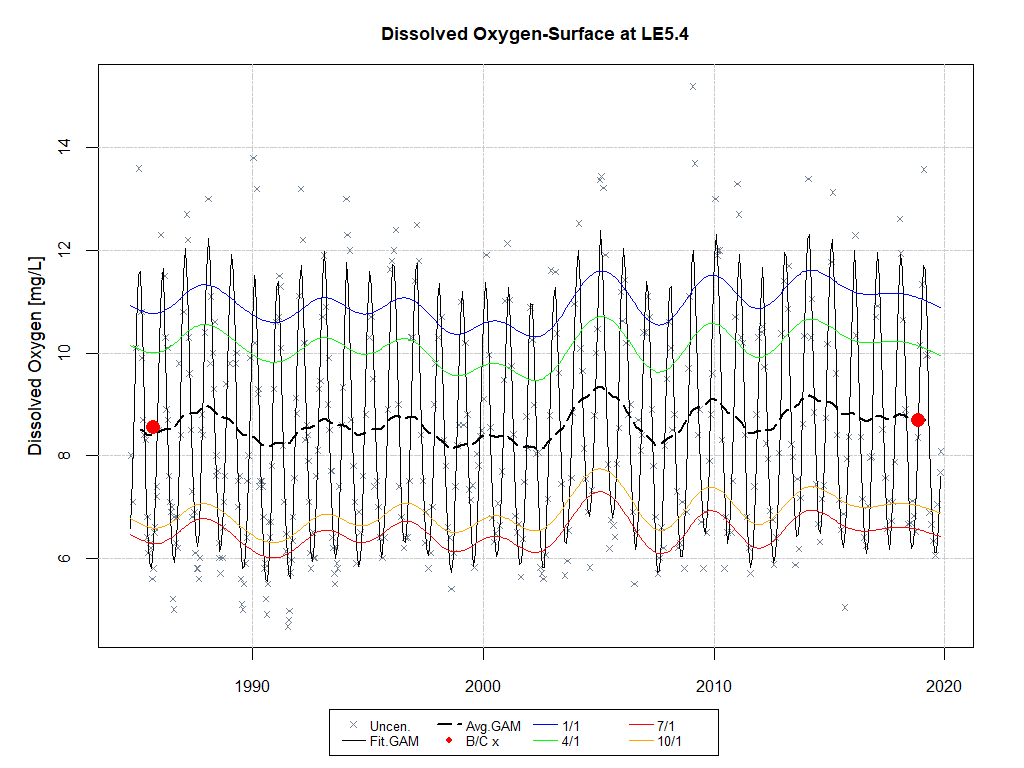 Dissolved Oxygen-Surface at LE5.4
Dissolved Oxygen [mg/L]
14
12
10
8
6
1990
2000
2010
2020
Uncen. Avg.GAM 1/1 7/1
Fit.GAM B/C x 4/1 10/1